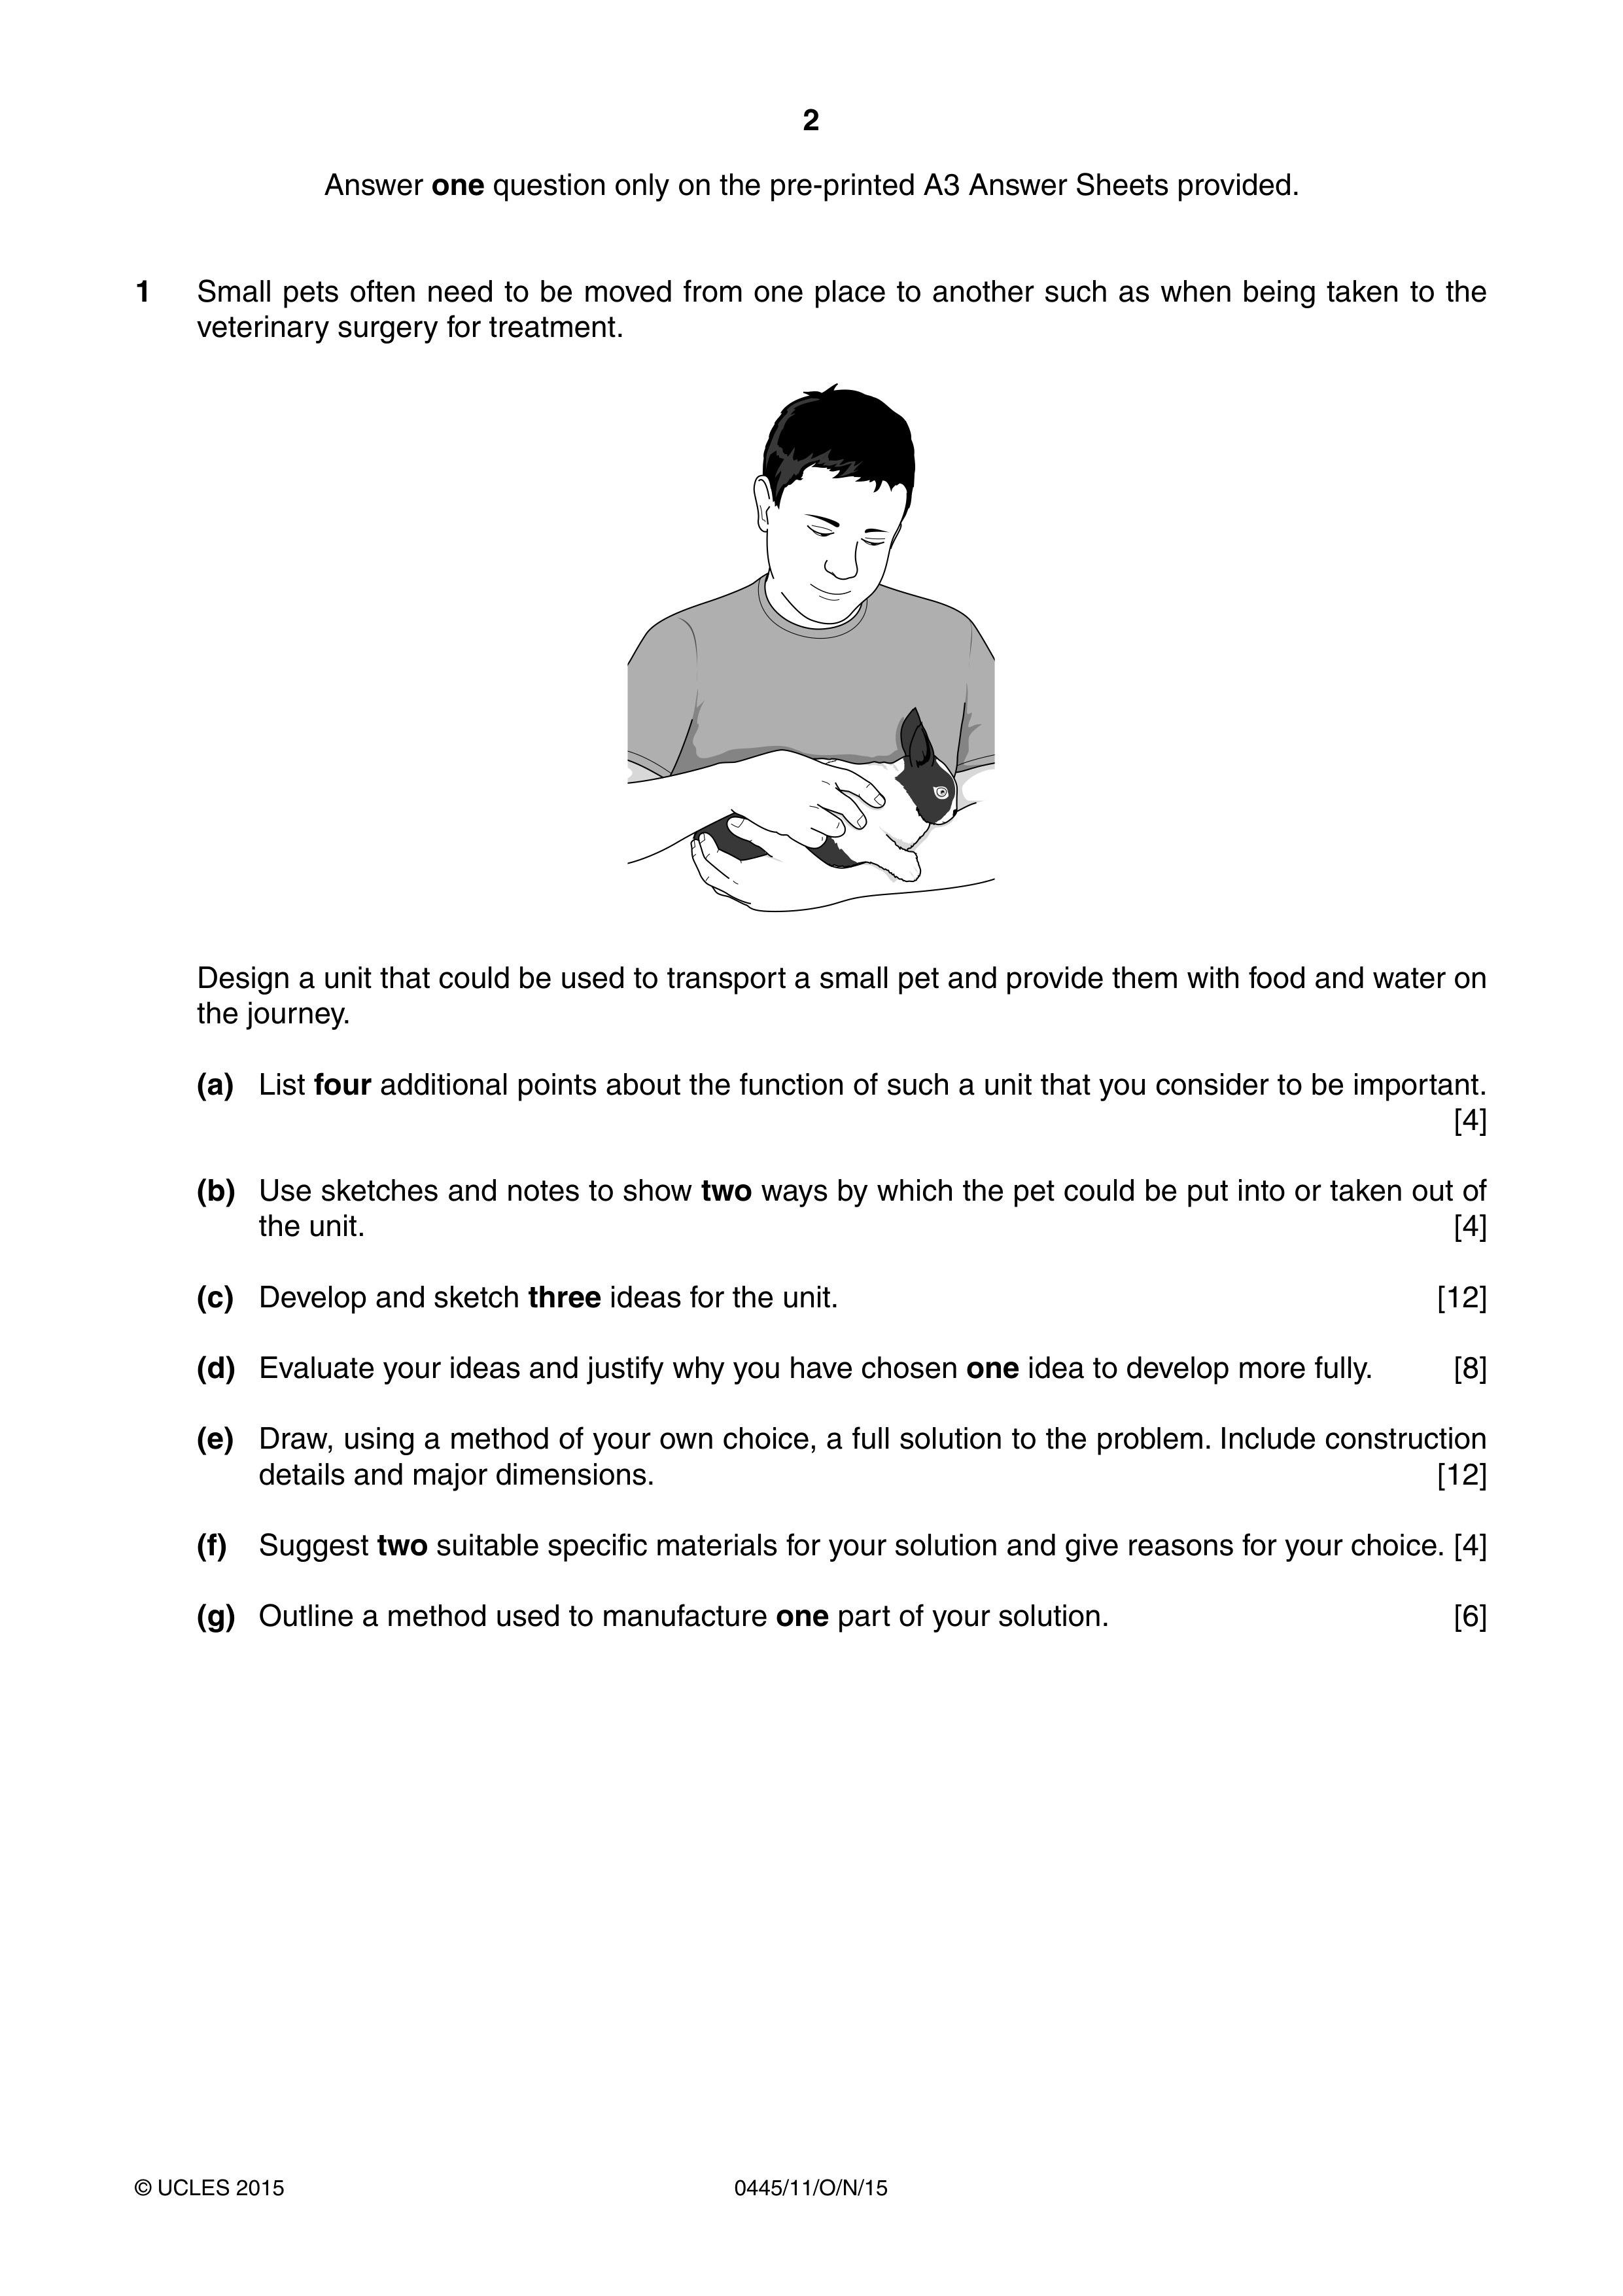 2
Answer one question only on the pre-printed A3 Answer Sheets provided.
1 Small pets often need to be moved from one place to another such as when being taken to the
veterinary surgery for treatment.
Design a unit that could be used to transport a small pet and provide them with food and water on
the journey.
(a) List four additional points about the function of such a unit that you consider to be important.
[4]
(b) Use sketches and notes to show two ways by which the pet could be put into or taken out of
the unit. [4]
(c) Develop and sketch three ideas for the unit. [12]
(d) Evaluate your ideas and justify why you have chosen one idea to develop more fully. [8]
(e) Draw, using a method of your own choice, a full solution to the problem. Include construction
details and major dimensions. [12]
(f) Suggest two suitable specific materials for your solution and give reasons for your choice. [4]
(g) Outline a method used to manufacture one part of your solution. [6]
© UCLES 2015 0445/11/O/N/15